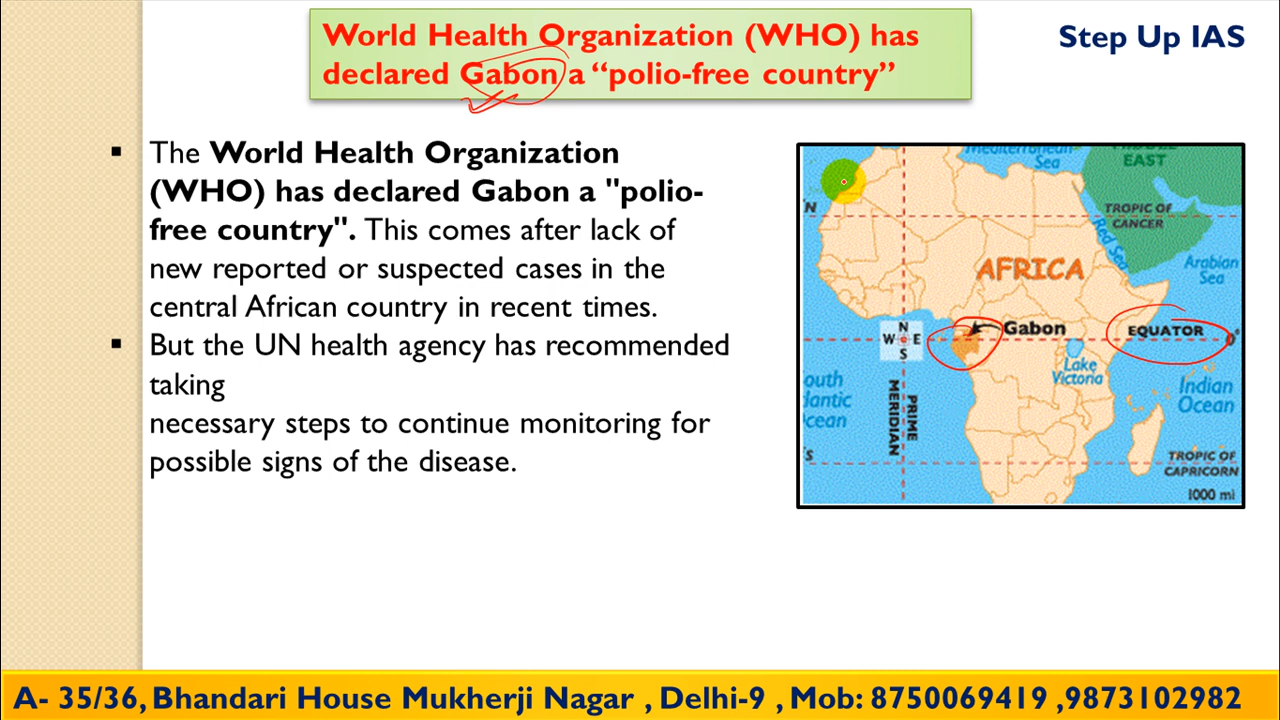 World Health Organization (WHO) has
declared Gabon a “polio-free country”
Step Up IAS
▪ The World Health Organization
(WHO) has declared Gabon a "polio-
free country". This comes after lack of
new reported or suspected cases in the
central African country in recent times.
▪ But the UN health agency has recommended
taking
necessary steps to continue monitoring for
possible signs of the disease.
Sea
EAST
TROPIC OF
CANCER
Red Sea
Arabian
Sea
AFRICA
Gabon
EQUATOR
0°
N
W e E
S
Lake
Victoria
Indian
Ocean
PRIME
MERIDIAN
TROPIC OF
CAPRICORN
1000 mi
A- 35/36, Bhandari House Mukherji Nagar , Delhi-9 , Mob: 8750069419 ,9873102982